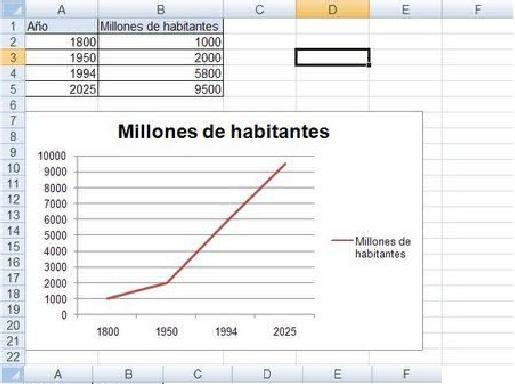 A B C D E F
1 Año Millones de habitantes
2 1800 1000
3 1950 2000
4 1994 5800
5 2025 9500
6
7
8 Millones de habitantes
9
10 10000
11 9000
12 8000
13 7000
14 6000
15 5000 Millones de
16 4000 habitantes
17 3000
18 2000
19 1000
20 0
21 1800 1950 1994 2025
22
A B C D E F